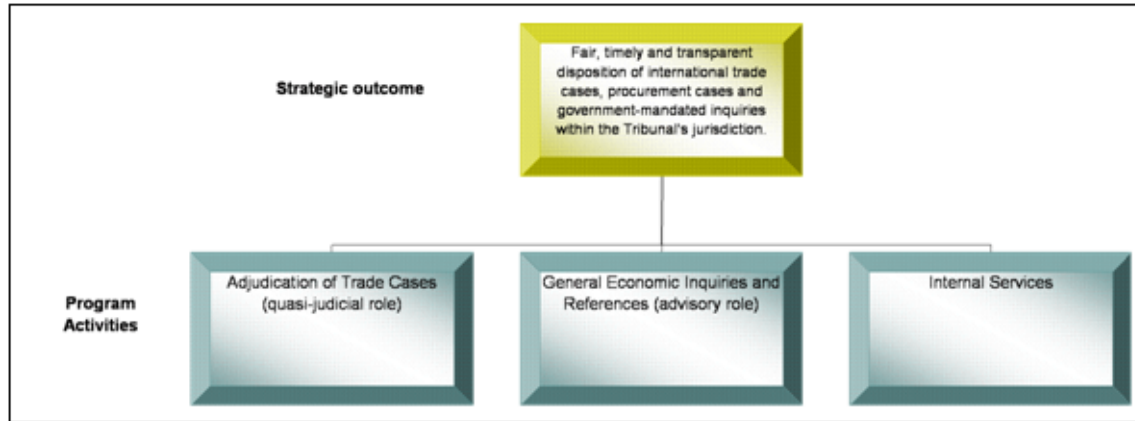 Strategic outcome
Fair, timely and transparent
disposition of international trade
cases, procurement cases and
government-mandated inquiries
within the Tribunal's jurisdiction.
Program
Activities
Adjudication of Trade Cases
(quasi-judicial role)
General Economic Inquiries and
References (advisory role)
Internal Services